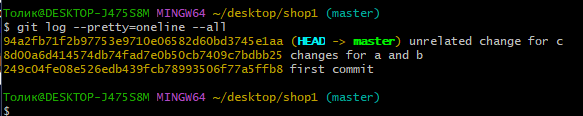 Толик@DESKTOP-J475S8M MINGW64 ~/desktop/shop1 (master)
$ git log --pretty=oneline --all
94a2fb71f2b97753e9710e06582d60bd3745e1aa (HEAD -> master) unrelated change for c
8d00a6d414574db74fad7e0b50cb7409c7bdbb25 changes for a and b
249c04fe08e526edb439fcb78993506f77a5ffb8 first commit
Толик@DESKTOP-J475S8M MINGW64 ~/desktop/shop1 (master)
$